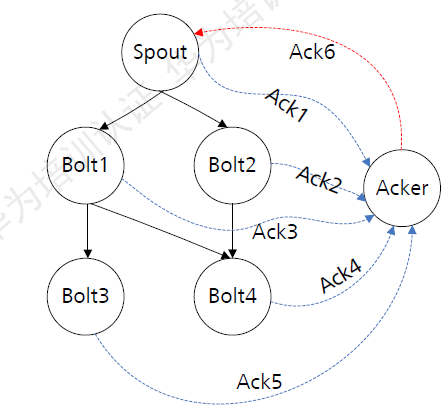 Spout
Ack6
Ack1
Bolt1
Bolt2
Ack2
Acker
Ack3
Bolt3
Bolt4
Ack4
Ack5
华为培训认证
华为培训